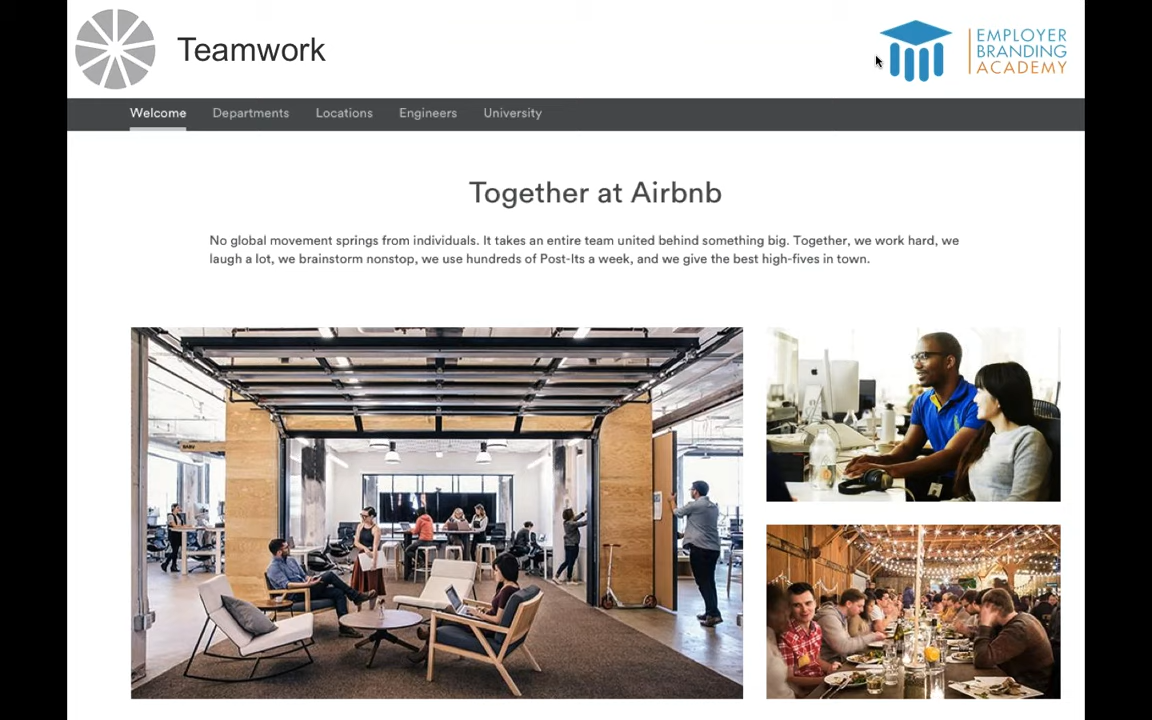 Teamwork
EMPLOYER
BRANDING
ACADEMY
Welcome Departments Locations Engineers University
Together at Airbnb
No global movement springs from individuals. It takes an entire team united behind something big. Together, we work hard, we
laugh a lot, we brainstorm nonstop, we use hundreds of Post-Its a week, and we give the best high-fives in town.